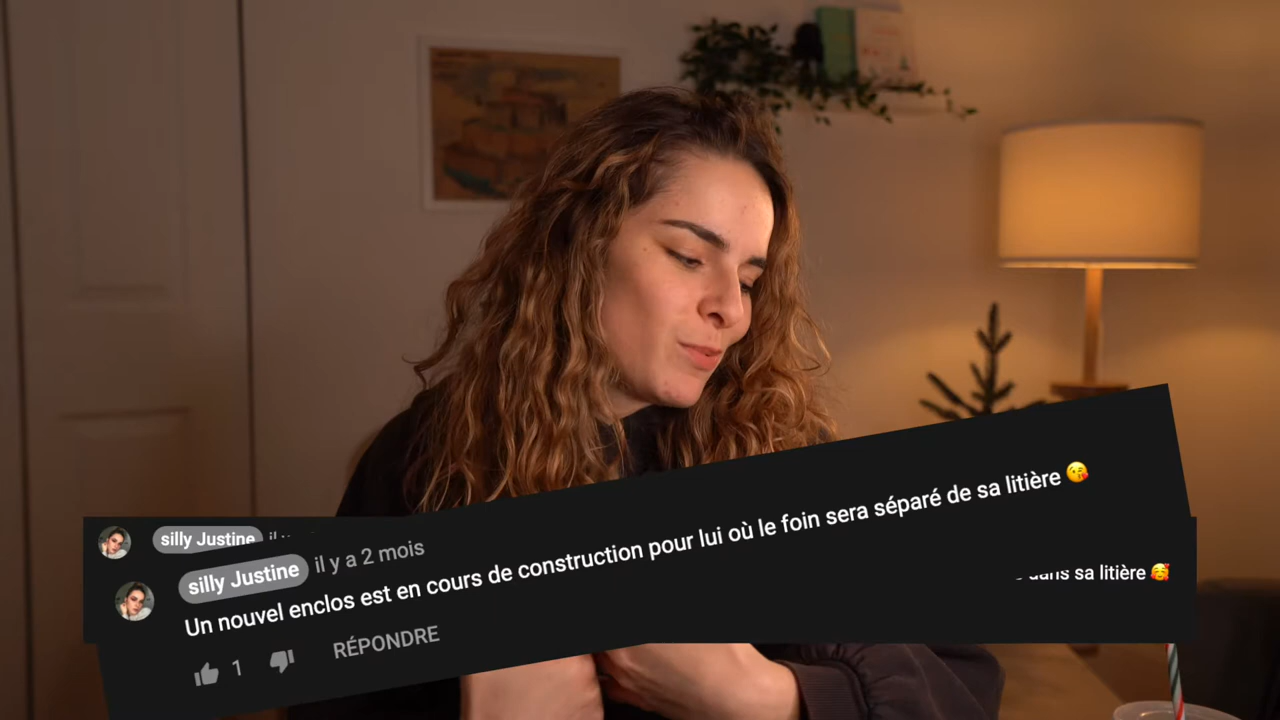 silly Justine il y
silly Justine il y a 2 mois
Un nouvel enclos est en cours de construction pour lui où le foin sera séparé de sa litière 😘
dans sa litière 🥰
1 RÉPONDRE